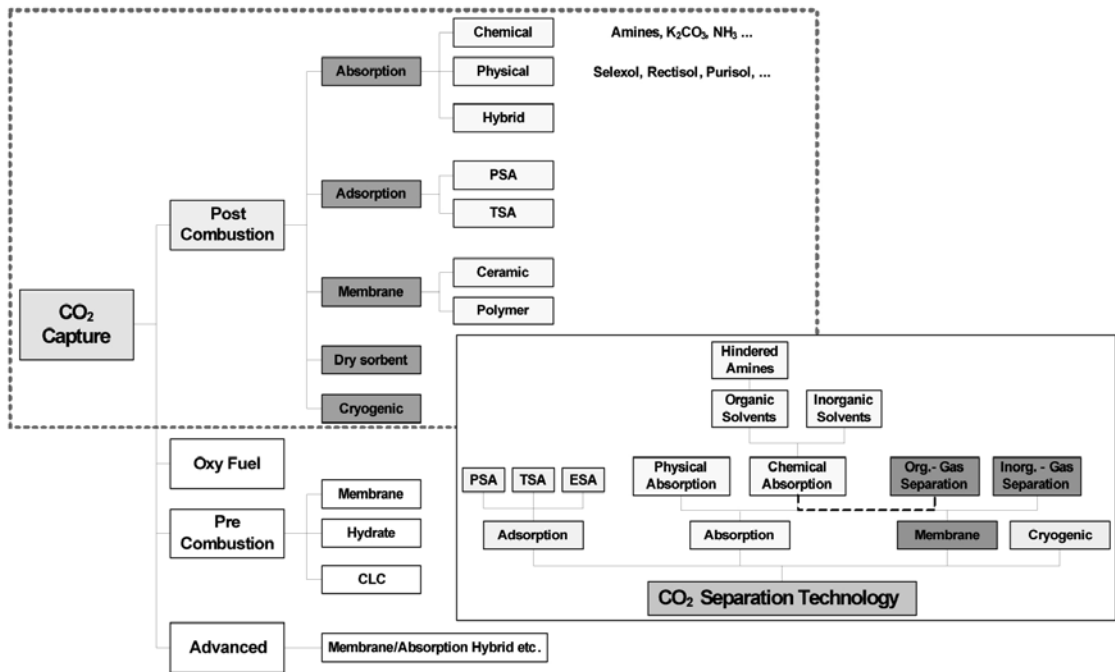 CO₂
Capture
Post
Combustion
Absorption
Chemical
Amines, K₂CO₃, NH₃ ...
Physical
Selexol, Rectisol, Purisol, ...
Hybrid
Adsorption
PSA
TSA
Membrane
Ceramic
Polymer
Dry sorbent
Cryogenic
Oxy Fuel
Pre
Combustion
Membrane
Hydrate
CLC
Advanced
Membrane/Absorption Hybrid etc.
Hindered
Amines
Organic
Solvents
Inorganic
Solvents
PSA
TSA
ESA
Physical
Absorption
Chemical
Absorption
Org.- Gas
Separation
Inorg. - Gas
Separation
Adsorption
Absorption
Membrane
Cryogenic
CO₂ Separation Technology